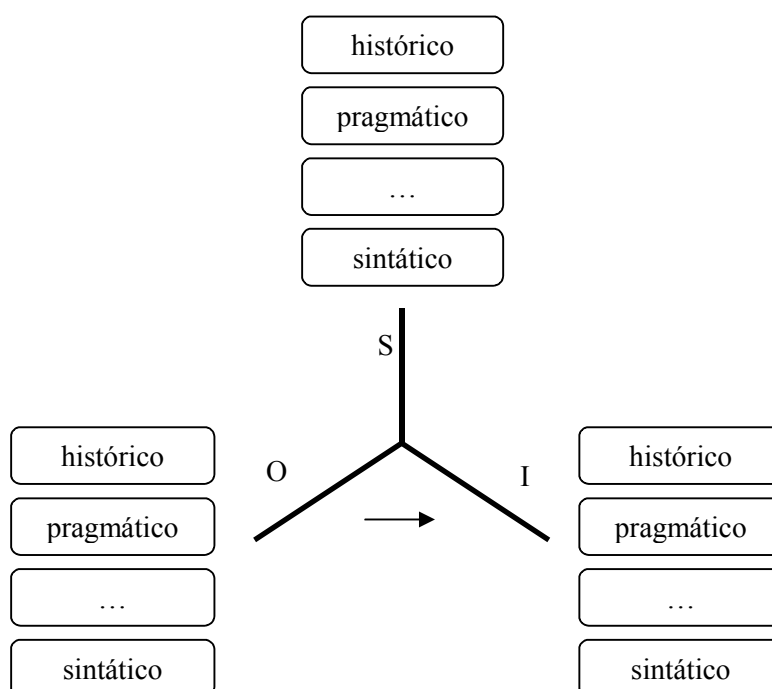 histórico
pragmático
…
sintático
S
O
I
histórico
pragmático
…
sintático
histórico
pragmático
…
sintático